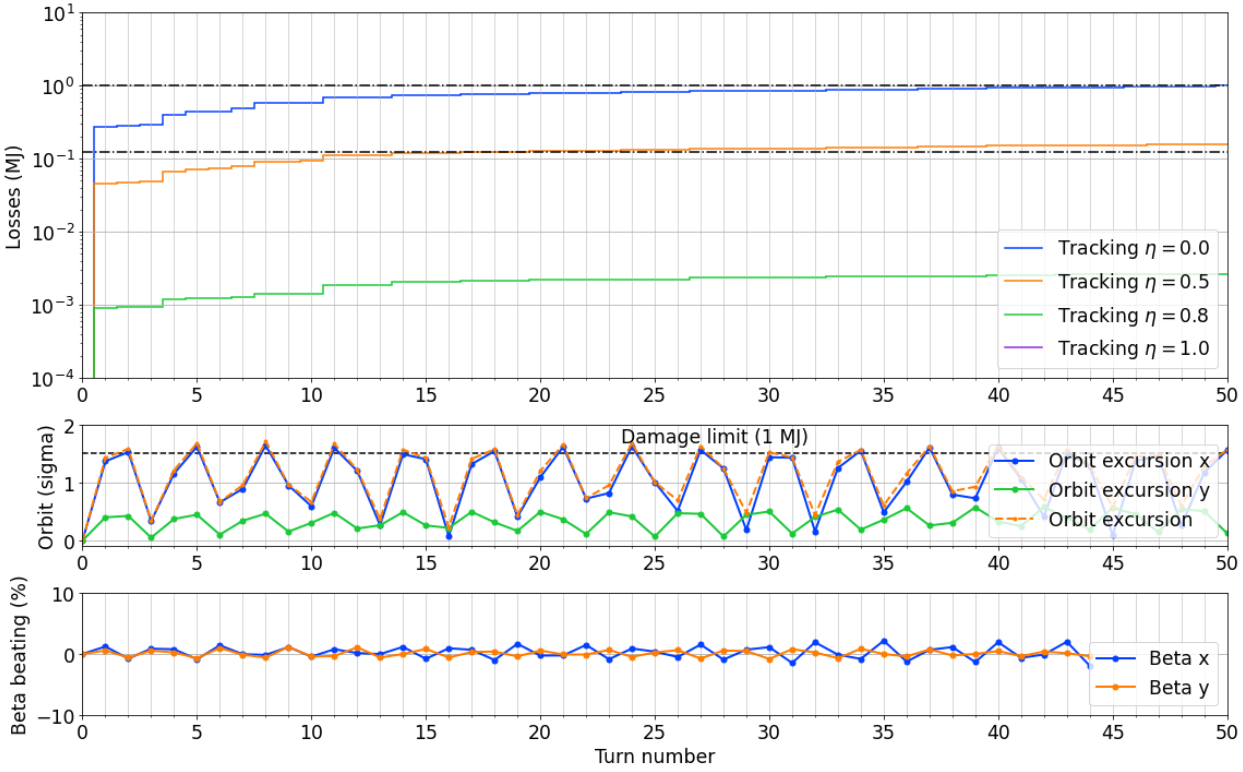 10¹
10⁰
10⁻¹
10⁻²
10⁻³
10⁻⁴
Losses (MJ)
Tracking η = 0.0
Tracking η = 0.5
Tracking η = 0.8
Tracking η = 1.0
0 5 10 15 20 25 30 35 40 45 50
2
1
0
Orbit (sigma)
Damage limit (1 MJ)
Orbit excursion x
Orbit excursion y
Orbit excursion
0 5 10 15 20 25 30 35 40 45 50
10
0
−10
Beta beating (%)
Beta x
Beta y
0 5 10 15 20 25 30 35 40 45 50
Turn number